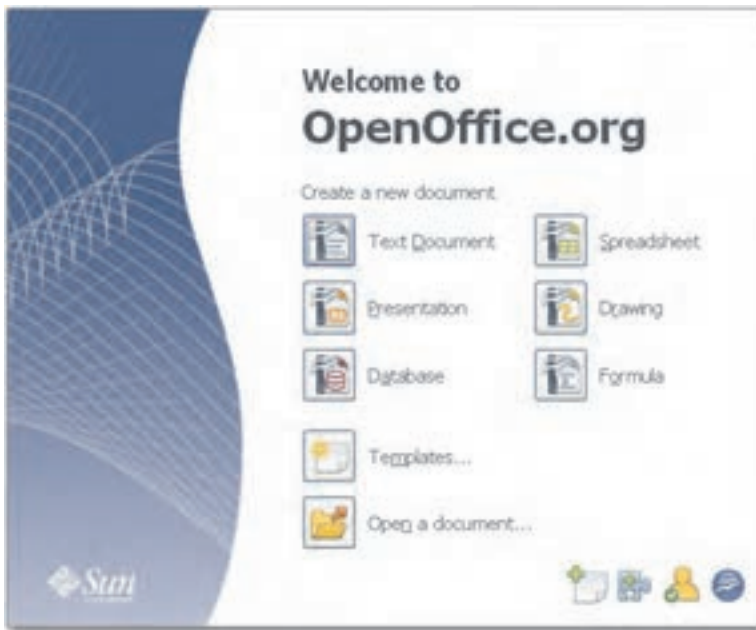 Welcome to
OpenOffice.org
Create a new document
Text Document
Spreadsheet
Presentation
Drawing
Database
Formula
Templates...
Open a document...
Sun